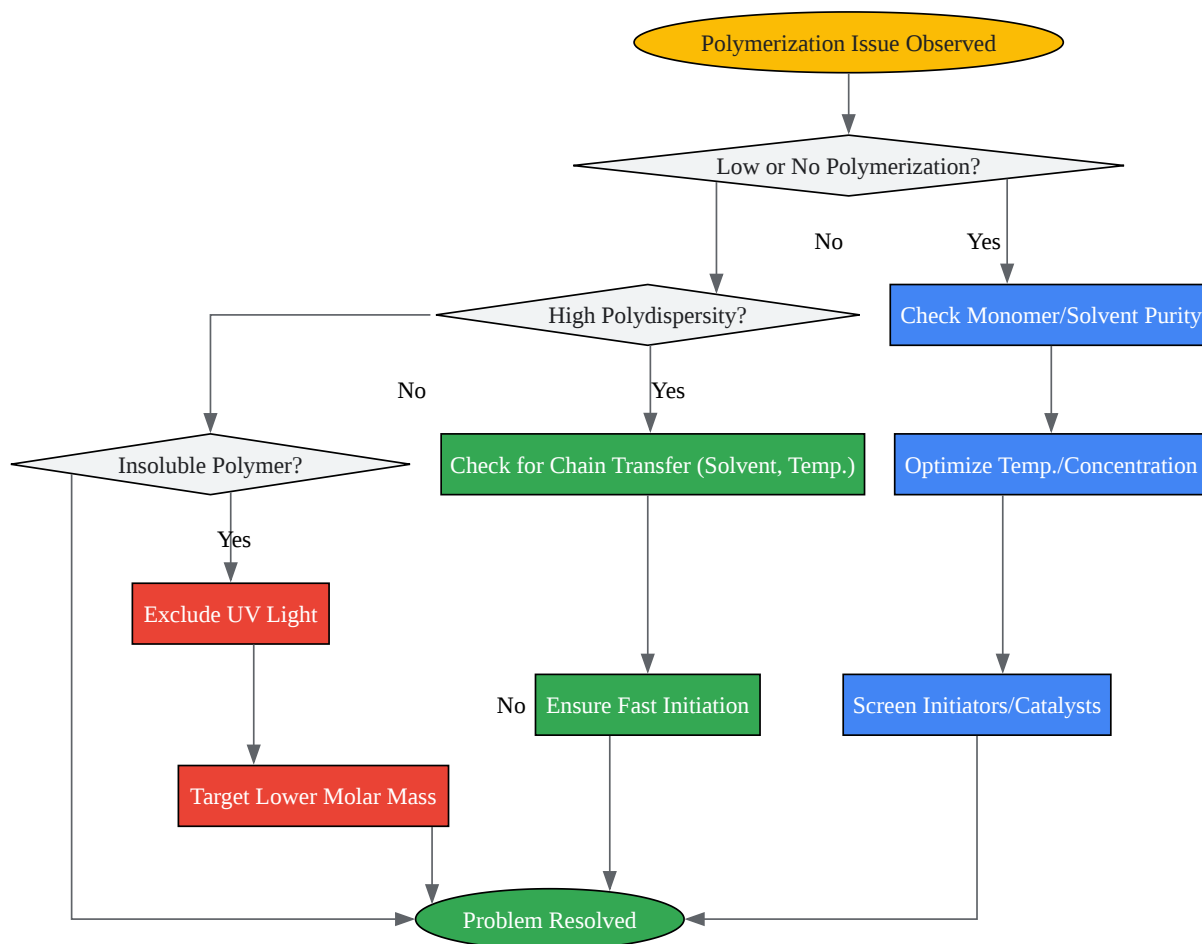 Polymerization Issue Observed
Low or No Polymerization?
No
Yes
High Polydispersity?
Check Monomer/Solvent Purity
No
Yes
Insoluble Polymer?
Check for Chain Transfer (Solvent, Temp.)
Optimize Temp./Concentration
Yes
Exclude UV Light
No
Ensure Fast Initiation
Screen Initiators/Catalysts
Target Lower Molar Mass
Problem Resolved